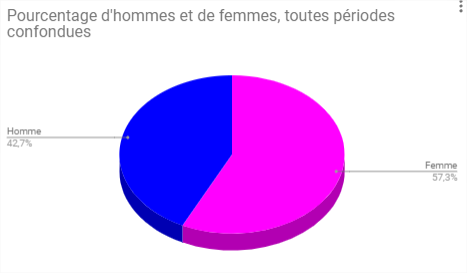 Pourcentage d'hommes et de femmes, toutes périodes
confondues
Homme
42,7%
Femme
57,3%